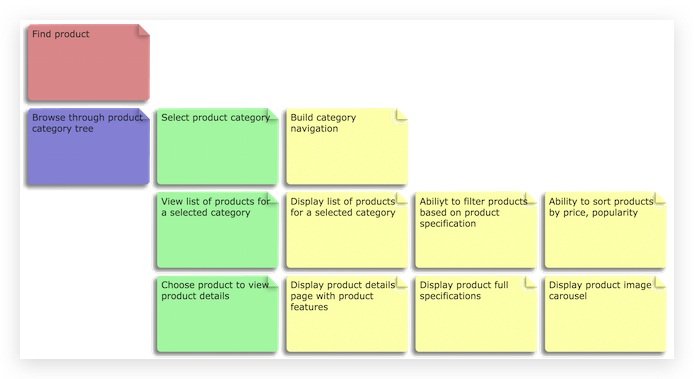 Find product
Browse through product
category tree
Select product category
Build category
navigation
View list of products for
a selected category
Display list of products
for a selected category
Abiliyt to filter products
based on product
specification
Ability to sort products
by price, popularity
Choose product to view
product details
Display product details
page with product
features
Display product full
specifications
Display product image
carousel